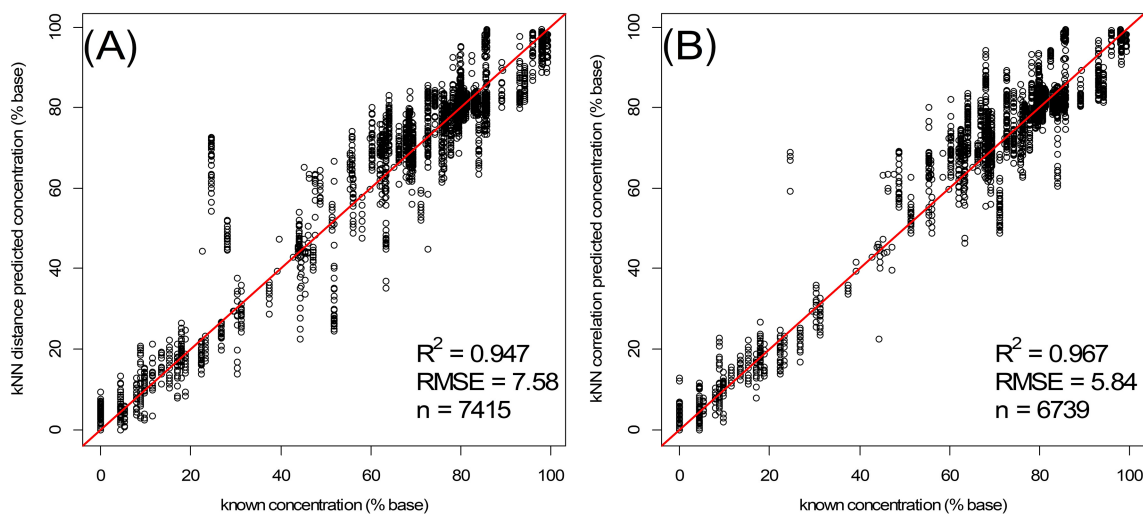 (A)
kNN distance predicted concentration (% base)
100
80
60
40
20
0
R² = 0.947
RMSE = 7.58
n = 7415
0 20 40 60 80 100
known concentration (% base)
(B)
kNN correlation predicted concentration (% base)
100
80
60
40
20
0
R² = 0.967
RMSE = 5.84
n = 6739
0 20 40 60 80 100
known concentration (% base)